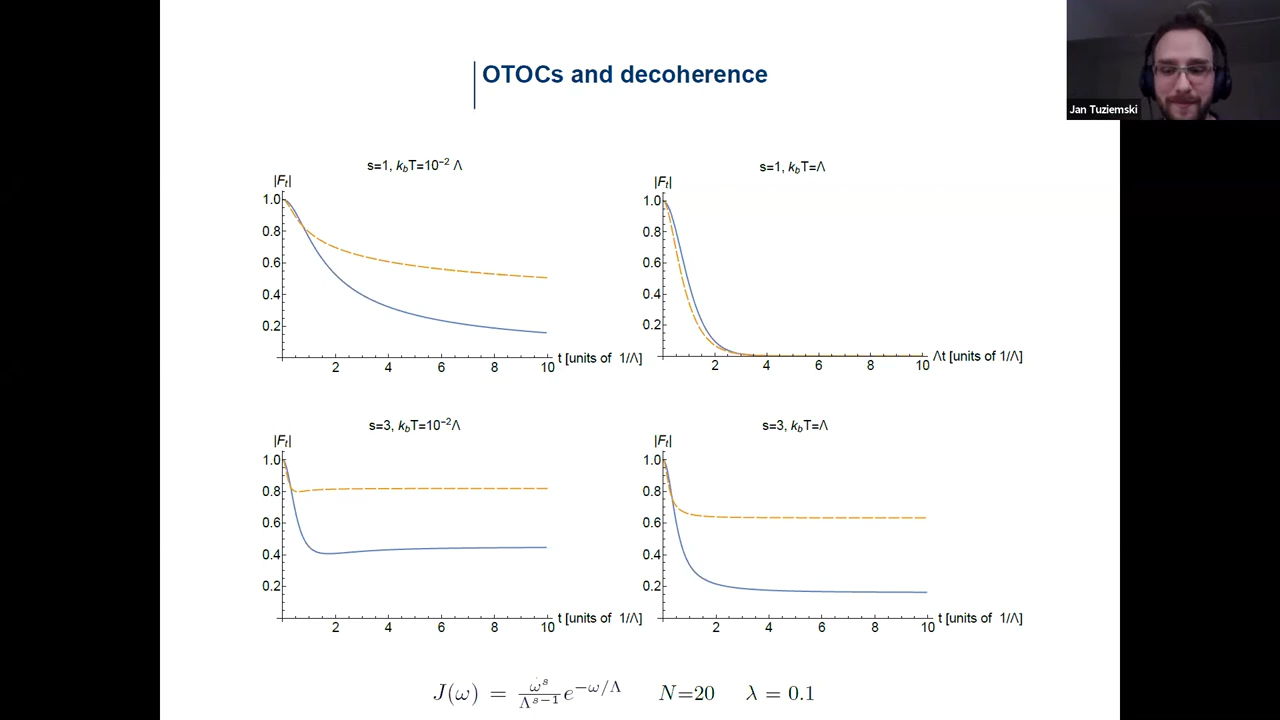 OTOCs and decoherence
Jan Tuziemski
s=1, k_bT=10^−2 Λ
|F_t|
1.0
0.8
0.6
0.4
0.2
2 4 6 8 10
t [units of 1/Λ]
s=1, k_bT=Λ
|F_t|
1.0
0.8
0.6
0.4
0.2
2 4 6 8 10
Λt [units of 1/Λ]
s=3, k_bT=10^−2Λ
|F_t|
1.0
0.8
0.6
0.4
0.2
2 4 6 8 10
t [units of 1/Λ]
s=3, k_bT=Λ
|F_t|
1.0
0.8
0.6
0.4
0.2
2 4 6 8 10
t [units of 1/Λ]
J(ω) = ω^s/Λ^{s−1} e^{−ω/Λ} N=20 λ = 0.1